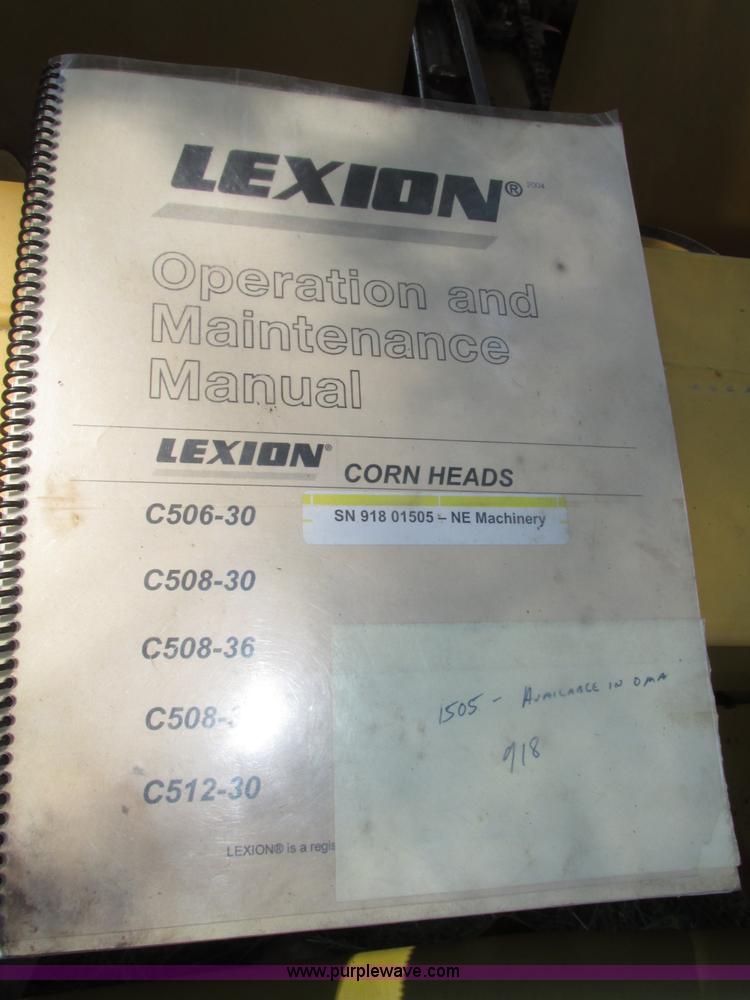 LEXION® 2004
Operation and
Maintenance
Manual
LEXION® CORN HEADS
C506-30
SN 918 01505 – NE Machinery
C508-30
C508-36
C508-
C512-30
1505 - AVAILABLE IN OMA
918
LEXION® is a regis
www.purplewave.com